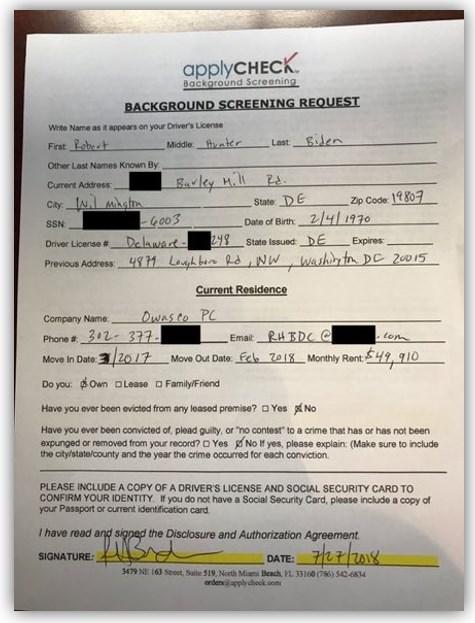 applyCHECK
Background Screening
BACKGROUND SCREENING REQUEST
Write Name as it appears on your Driver's License
First: Robert Middle: Hunter Last: Biden
Other Last Names Known By:
Current Address: Barley Mill Rd.
City: Wilmington State: DE Zip Code: 19807
SSN: -6003 Date of Birth: 2/4/1970
Driver License # Delaware- 248 State Issued: DE Expires:
Previous Address: 4879 Loughboro Rd, NW, Washington DC 20015
Current Residence
Company Name: Owasco PC
Phone #: 302-377- Email: RHBDC@ .com
Move In Date: 3/2017 Move Out Date: Feb 2018 Monthly Rent: $49,910
Do you: Own Lease Family/Friend
Have you ever been evicted from any leased premise? Yes No
Have you ever been convicted of, plead guilty, or "no contest" to a crime that has or has not been
expunged or removed from your record? Yes No If yes, please explain: (Make sure to include
the city/state/county and the year the crime occurred for each conviction.
PLEASE INCLUDE A COPY OF A DRIVER'S LICENSE AND SOCIAL SECURITY CARD TO
CONFIRM YOUR IDENTITY. If you do not have a Social Security Card, please include a copy of
your Passport or current identification card.
I have read and signed the Disclosure and Authorization Agreement.
SIGNATURE: DATE: 7/27/2018
3479 NE 163 Street, Suite 519, North Miami Beach, FL 33160 (786) 542-6834
orders@applycheck.com